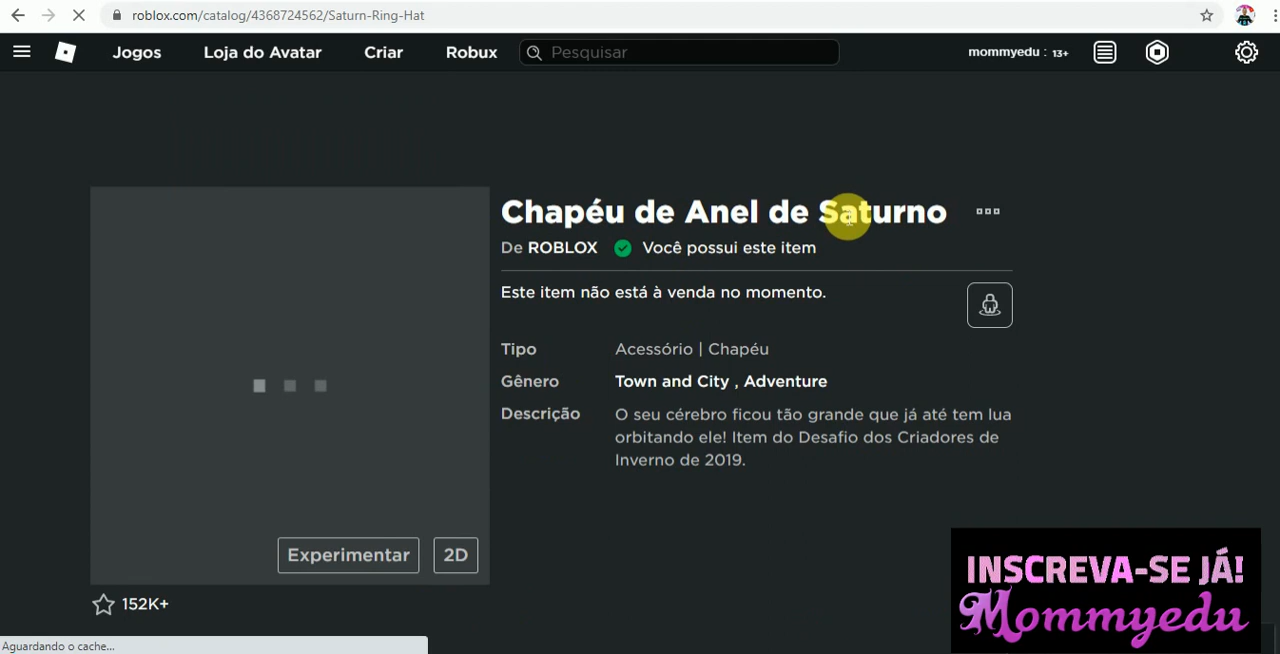 roblox.com/catalog/4368724562/Saturn-Ring-Hat
Jogos Loja do Avatar Criar Robux Pesquisar mommyedu : 13+
Chapéu de Anel de Saturno
De ROBLOX Você possui este item
Este item não está à venda no momento.
Tipo Acessório | Chapéu
Gênero Town and City , Adventure
Descrição O seu cérebro ficou tão grande que já até tem lua
orbitando ele! Item do Desafio dos Criadores de
Inverno de 2019.
Experimentar 2D
152K+
INSCREVA-SE JÁ!
Mommyedu
Aguardando o cache...